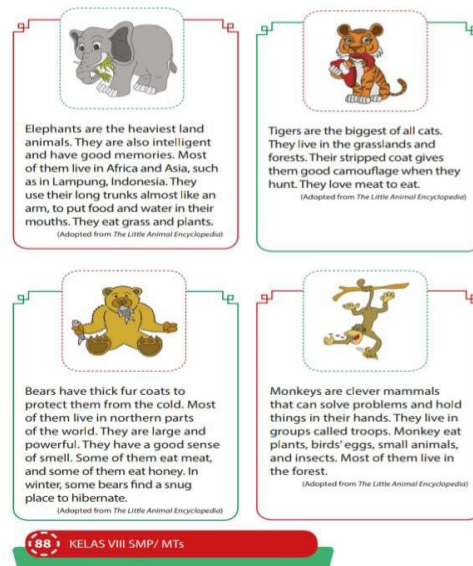 Elephants are the heaviest land
animals. They are also intelligent
and have good memories. Most
of them live in Africa and Asia, such
as in Lampung, Indonesia. They
use their long trunks almost like an
arm, to put food and water in their
mouths. They eat grass and plants.
(Adopted from The Little Animal Encyclopedia)
Tigers are the biggest of all cats.
They live in the grasslands and
forests. Their stripped coat gives
them good camouflage when they
hunt. They love meat to eat.
(Adopted from The Little Animal Encyclopedia)
Bears have thick fur coats to
protect them from the cold. Most
of them live in northern parts
of the world. They are large and
powerful. They have a good sense
of smell. Some of them eat meat,
and some of them eat honey. In
winter, some bears find a snug
place to hibernate.
(Adopted from The Little Animal Encyclopedia)
Monkeys are clever mammals
that can solve problems and hold
things in their hands. They live in
groups called troops. Monkey eat
plants, birds' eggs, small animals,
and insects. Most of them live in
the forest.
(Adopted from The Little Animal Encyclopedia)
88 KELAS VIII SMP/ MTs